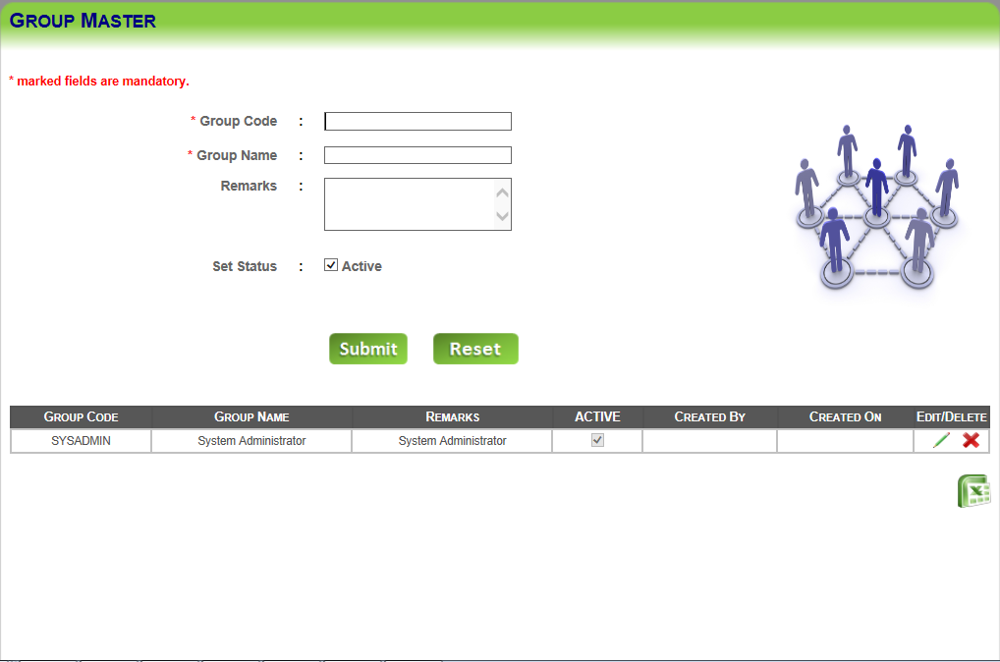 GROUP MASTER
* marked fields are mandatory.
* Group Code :
* Group Name :
Remarks :
Set Status : Active
Submit Reset
GROUP CODE GROUP NAME REMARKS ACTIVE CREATED BY CREATED ON EDIT/DELETE
SYSADMIN System Administrator System Administrator